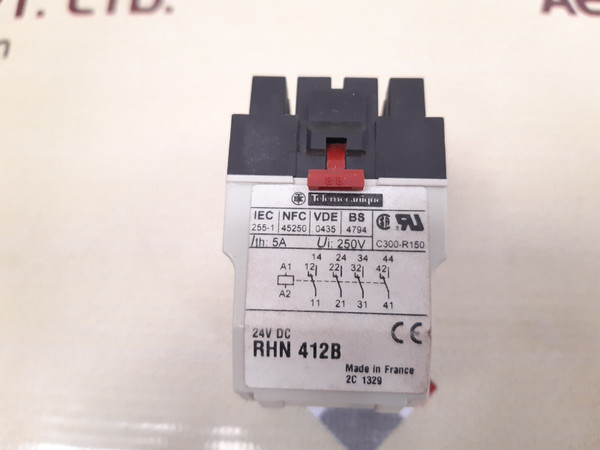 T. LTD.
Telemecanique
IEC NFC VDE BS
255-1 45250 0435 4794
Ith: 5A Ui: 250V C300-R150
14 24 34 44
A1 12 22 32 42
A2 11 21 31 41
24V DC
RHN 412B
CE
Made in France
2C 1329